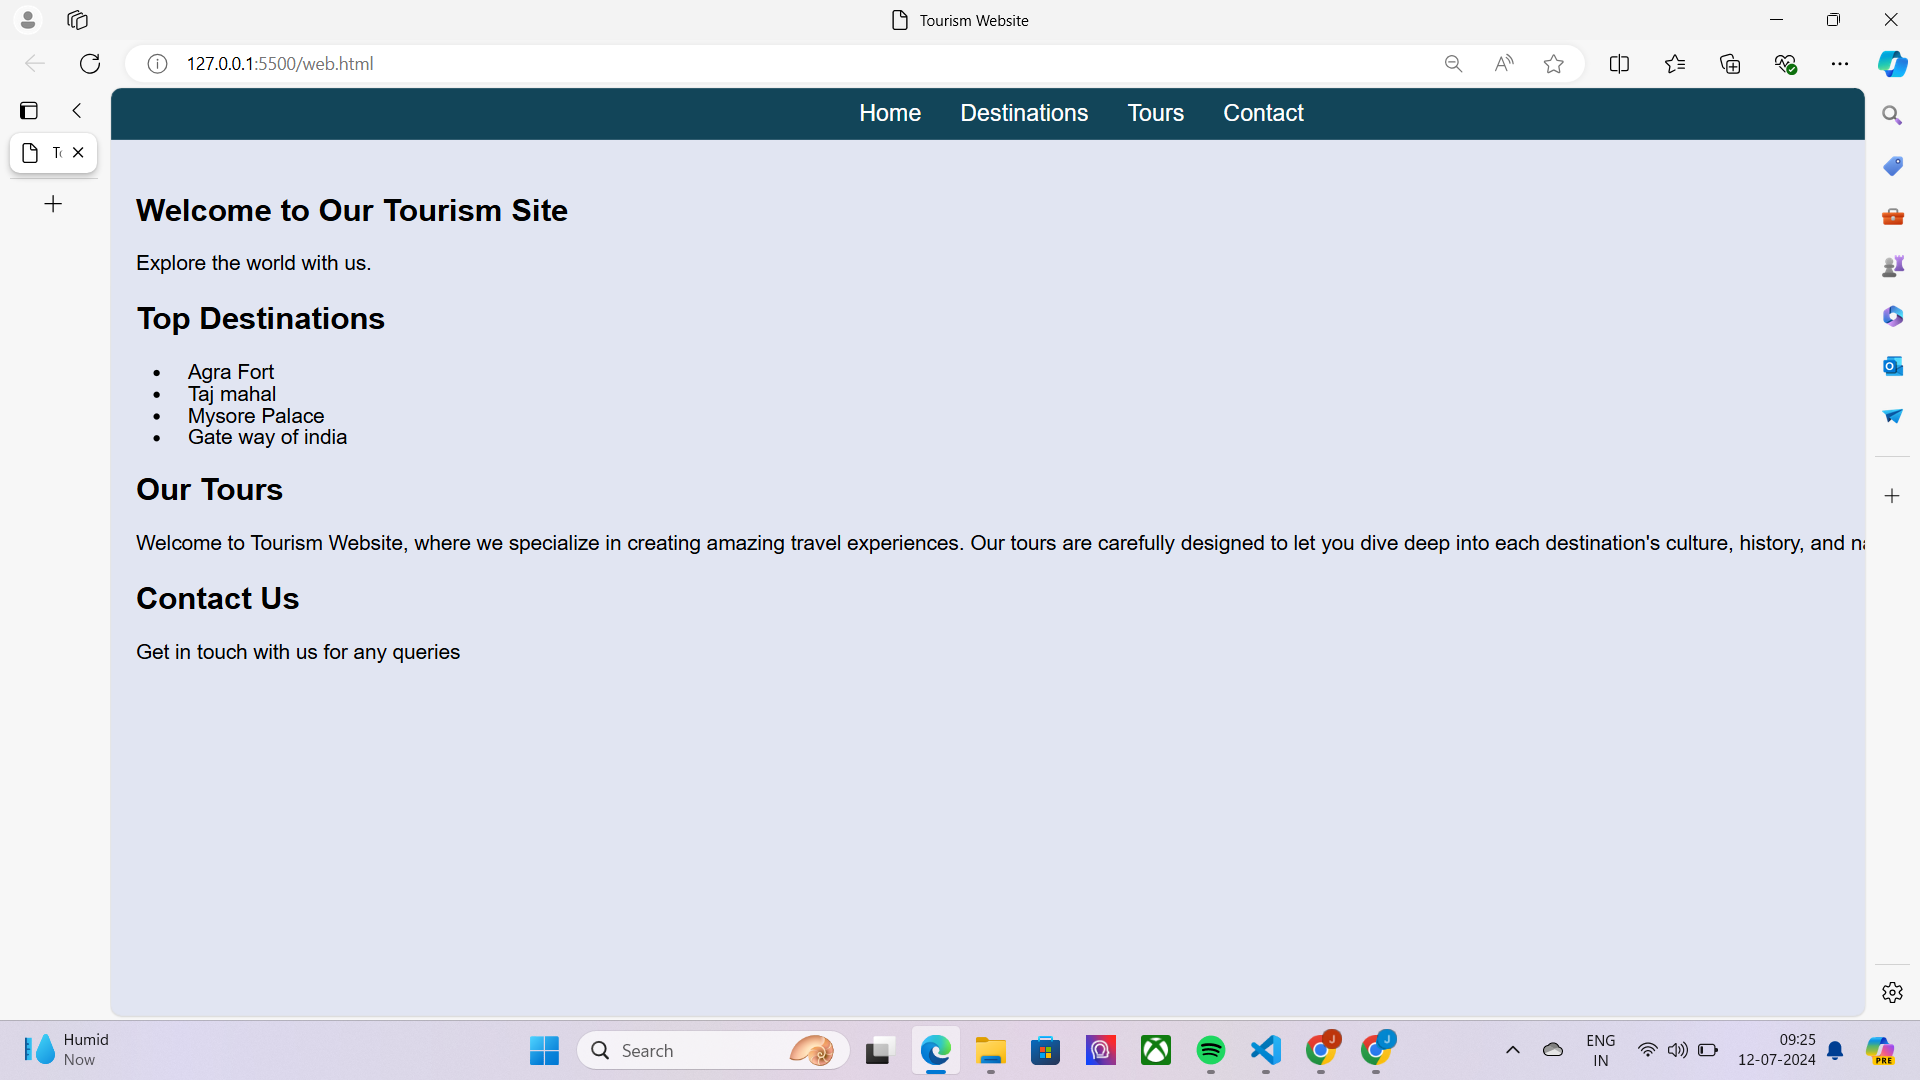 Tourism Website
127.0.0.1:5500/web.html
Home Destinations Tours Contact
Welcome to Our Tourism Site
Explore the world with us.
Top Destinations
• Agra Fort
• Taj mahal
• Mysore Palace
• Gate way of india
Our Tours
Welcome to Tourism Website, where we specialize in creating amazing travel experiences. Our tours are carefully designed to let you dive deep into each destination's culture, history, and
Contact Us
Get in touch with us for any queries
Humid
Now
Search
ENG
IN
09:25
12-07-2024
PRE